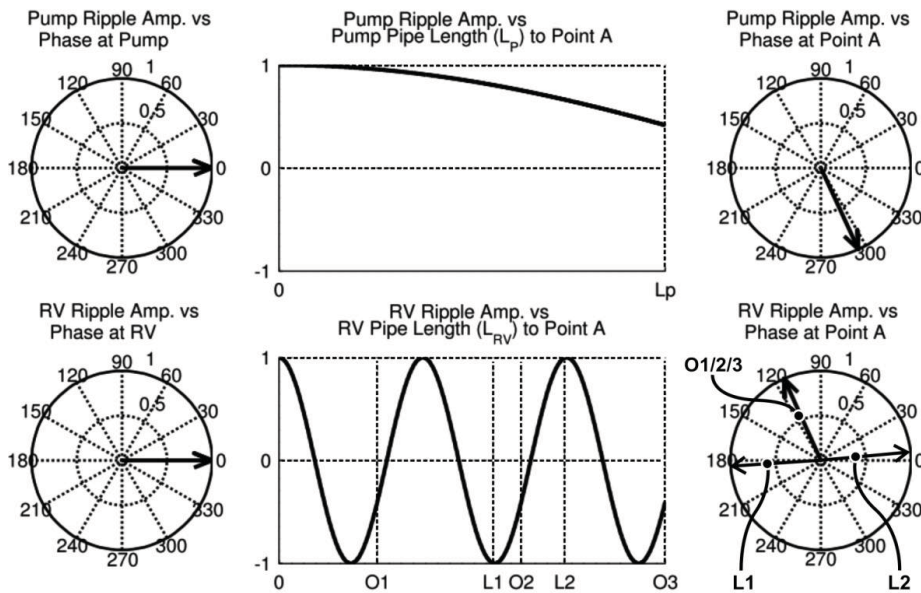 Pump Ripple Amp. vs
Phase at Pump
90 1
120 60
0.5
150 30
180 0
210 330
240 300
270
Pump Ripple Amp. vs
Pump Pipe Length (LP) to Point A
1
0
-1
0 Lp
Pump Ripple Amp. vs
Phase at Point A
90 1
120 60
0.5
150 30
180 0
210 330
240 300
270
RV Ripple Amp. vs
Phase at RV
90 1
120 60
0.5
150 30
180 0
210 330
240 300
270
RV Ripple Amp. vs
RV Pipe Length (LRV) to Point A
1
0
-1
0 O1 L1 O2 L2 O3
RV Ripple Amp. vs
Phase at Point A
O1/2/3
90 1
120 60
0.5
150 30
180 0
210 330
240 300
270
L1 L2